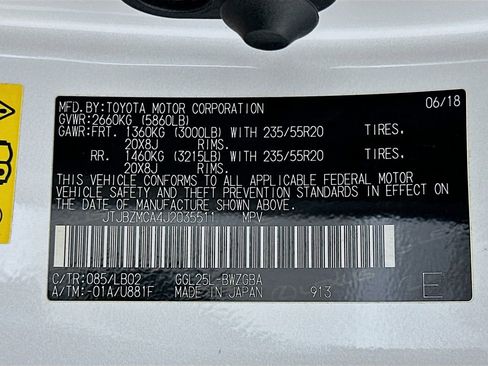 MFD.BY:TOYOTA MOTOR CORPORATION 06/18
GVWR:2660KG (5860LB)
GAWR:FRT. 1360KG (3000LB) WITH 235/55R20 TIRES.
20X8J RIMS.
RR. 1460KG (3215LB) WITH 235/55R20 TIRES,
20X8J RIMS.
THIS VEHICLE CONFORMS TO ALL APPLICABLE FEDERAL MOTOR
VEHICLE SAFETY AND THEFT PREVENTION STANDARDS IN EFFECT ON
THE DATE OF MANUFACTURE SHOWN ABOVE.
JTJBZMCA4J2035511 MPV
C/TR:085/LB02 GGL25L-BWZGBA
A/TM:-01A/U881F MADE IN JAPAN 913 E